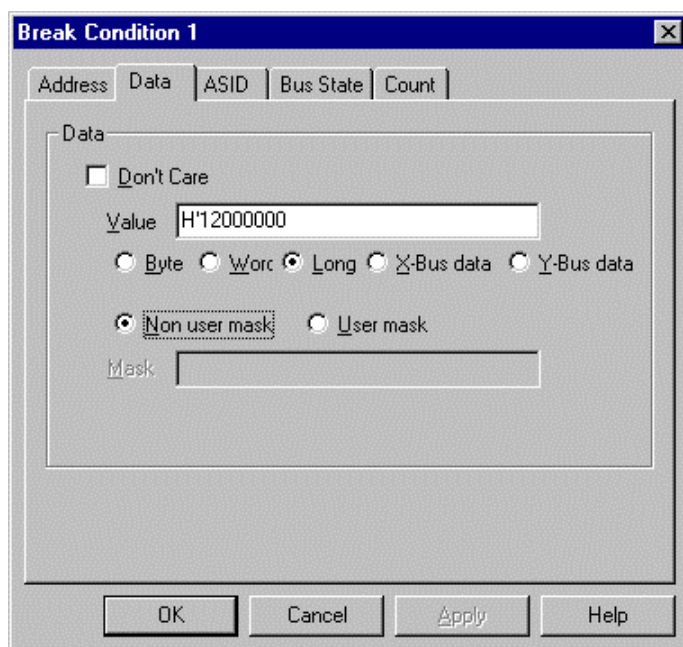 Break Condition 1
Address Data ASID Bus State Count
Data
Don't Care
Value H'12000000
Byte Worc Long X-Bus data Y-Bus data
Non user mask User mask
Mask
OK Cancel Apply Help